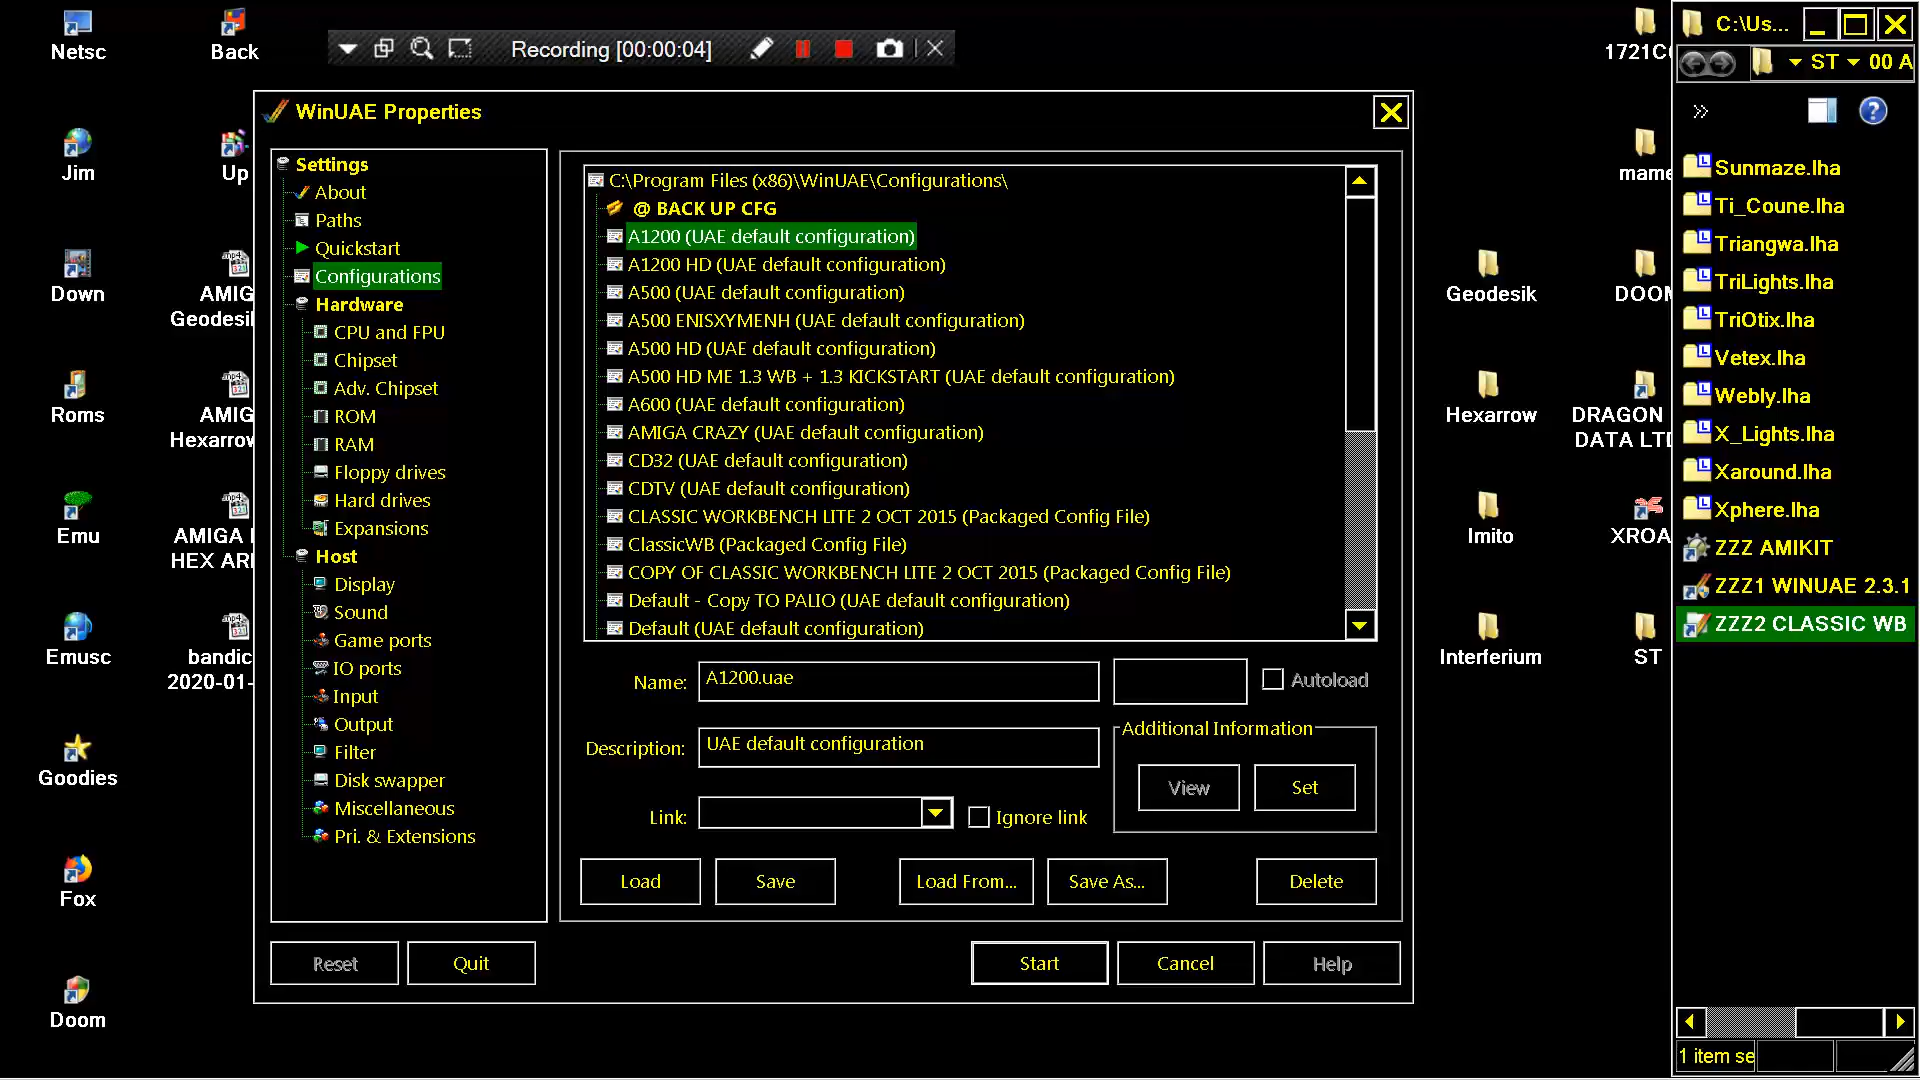 Netsc
Back
Jim
Up
Down
AMIG
Geodesil
Roms
AMIG
Hexarrow
Emu
AMIGA
HEX ARI
Emusc
bandic
2020-01-
Goodies
Fox
Doom
Recording [00:00:04]
WinUAE Properties
Settings
About
Paths
Quickstart
Configurations
Hardware
CPU and FPU
Chipset
Adv. Chipset
ROM
RAM
Floppy drives
Hard drives
Expansions
Host
Display
Sound
Game ports
IO ports
Input
Output
Filter
Disk swapper
Miscellaneous
Pri. & Extensions
C:\Program Files (x86)\WinUAE\Configurations\
@ BACK UP CFG
A1200 (UAE default configuration)
A1200 HD (UAE default configuration)
A500 (UAE default configuration)
A500 ENISXYMENH (UAE default configuration)
A500 HD (UAE default configuration)
A500 HD ME 1.3 WB + 1.3 KICKSTART (UAE default configuration)
A600 (UAE default configuration)
AMIGA CRAZY (UAE default configuration)
CD32 (UAE default configuration)
CDTV (UAE default configuration)
CLASSIC WORKBENCH LITE 2 OCT 2015 (Packaged Config File)
ClassicWB (Packaged Config File)
COPY OF CLASSIC WORKBENCH LITE 2 OCT 2015 (Packaged Config File)
Default - Copy TO PALIO (UAE default configuration)
Default (UAE default configuration)
Name: A1200.uae
Autoload
Description: UAE default configuration
Additional Information
View Set
Link:
Ignore link
Load Save Load From... Save As... Delete
Reset Quit Start Cancel Help
1721C
mame
Geodesik
DOOM
Hexarrow
DRAGON
DATA LTD
Imito
XROA
Interferium
ST
C:\Us...
ST 00 A
Sunmaze.lha
Ti_Coune.lha
Triangwa.lha
TriLights.lha
TriOtix.lha
Vetex.lha
Webly.lha
X_Lights.lha
Xaround.lha
Xphere.lha
ZZZ AMIKIT
ZZZ1 WINUAE 2.3.1
ZZZ2 CLASSIC WB
1 item se